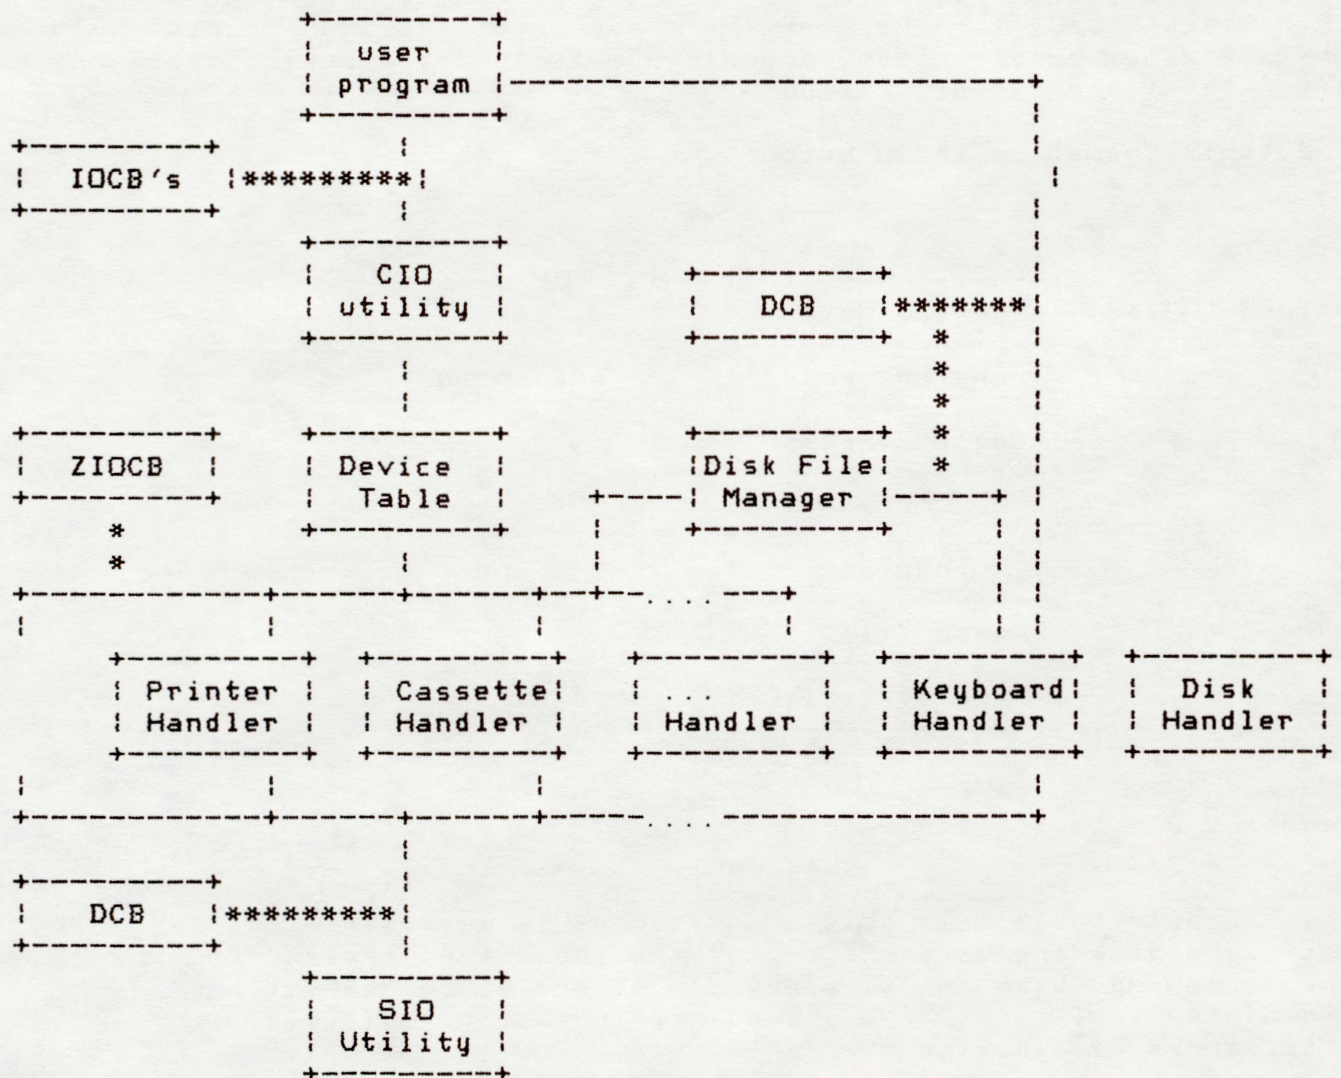 user
program
IOCB's
CIO
utility
DCB
ZIOCB
Device
Table
Disk File
Manager
Printer
Handler
Cassette
Handler
...
Handler
Keyboard
Handler
Disk
Handler
DCB
SIO
Utility